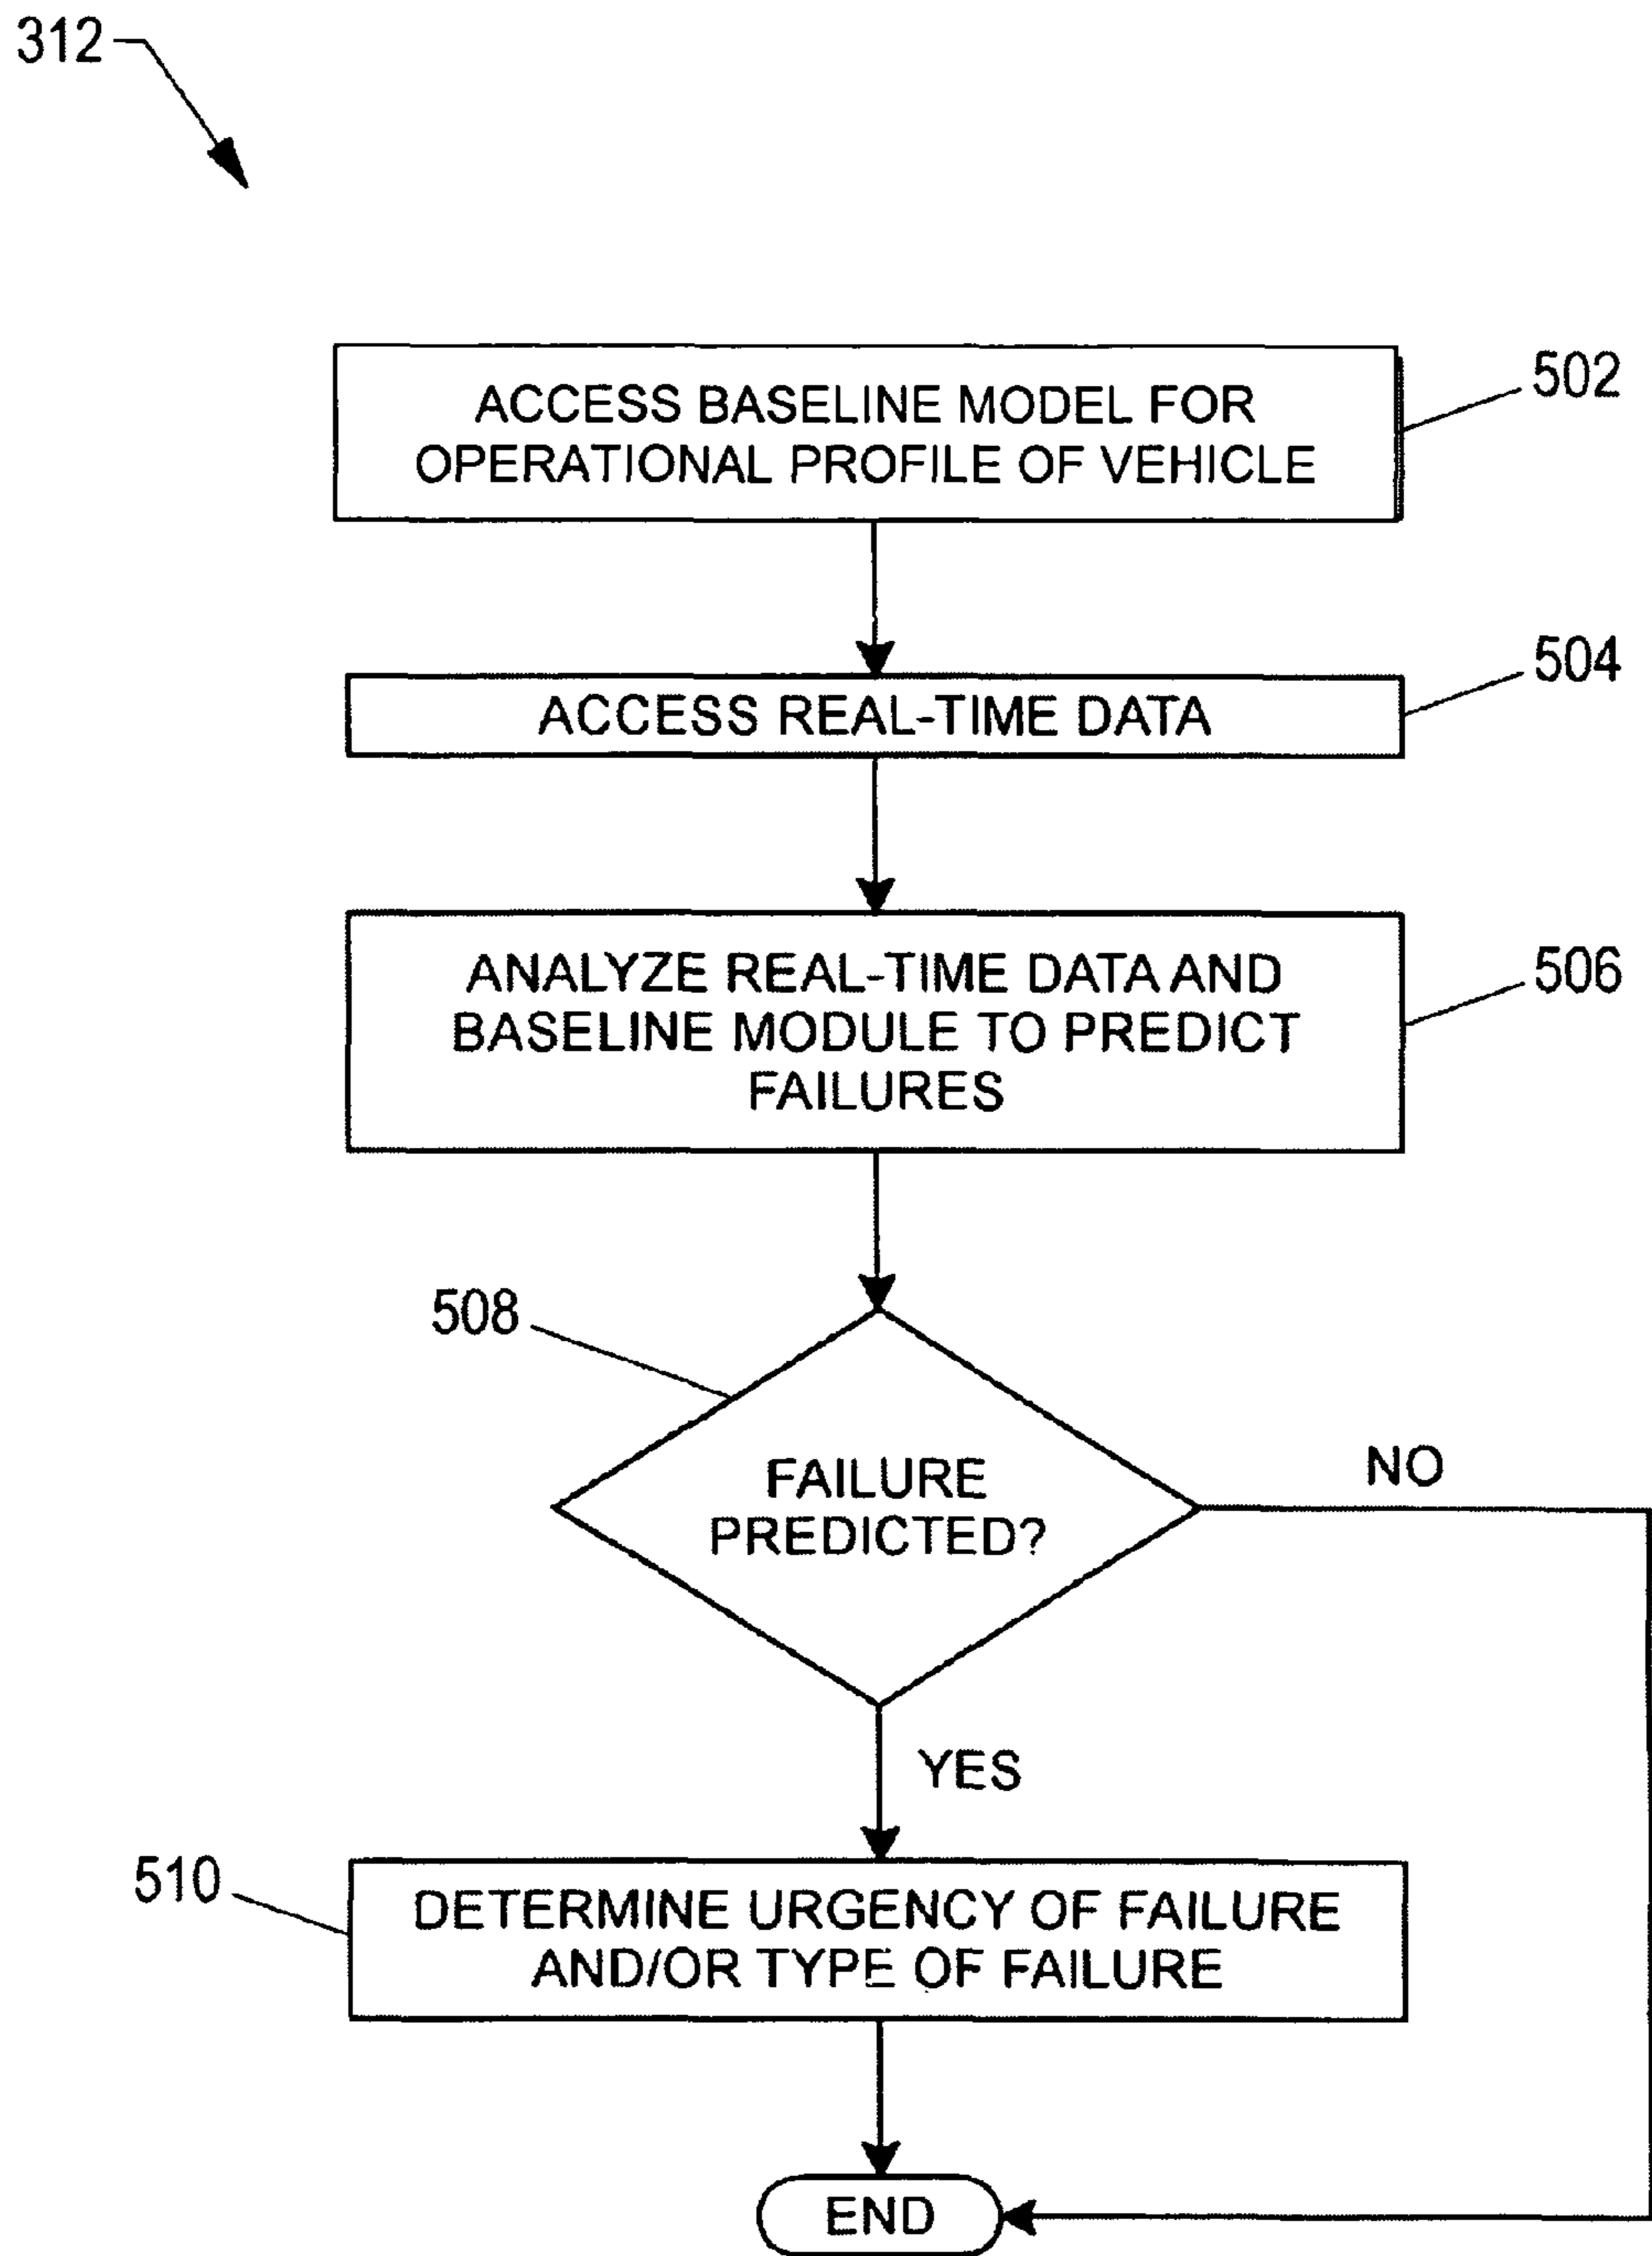 312
ACCESS BASELINE MODEL FOR
OPERATIONAL PROFILE OF VEHICLE
502
ACCESS REAL-TIME DATA
504
ANALYZE REAL-TIME DATA AND
BASELINE MODULE TO PREDICT
FAILURES
506
508
FAILURE
PREDICTED?
NO
YES
510
DETERMINE URGENCY OF FAILURE
AND/OR TYPE OF FAILURE
END